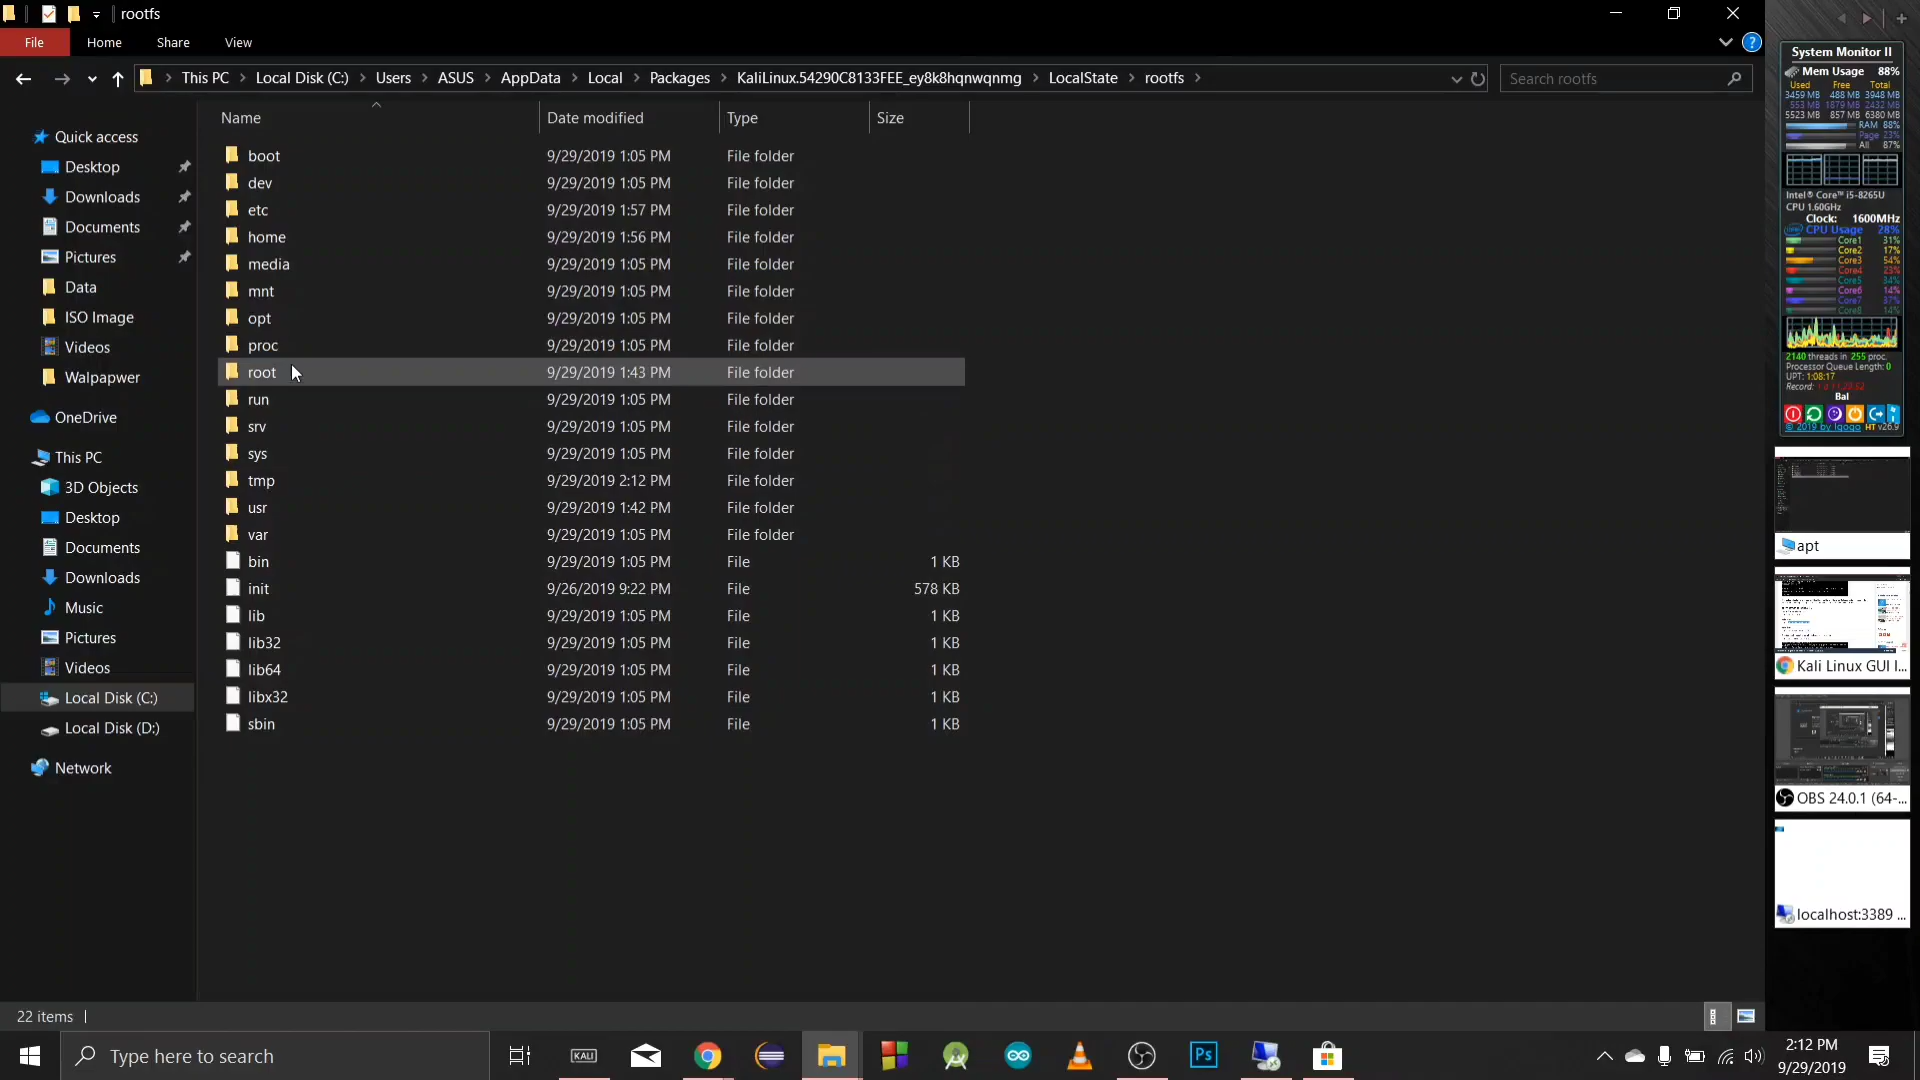 rootfs
File Home Share View
This PC Local Disk (C:) Users ASUS AppData Local Packages KaliLinux.54290C8133FEE_ey8k8hqnwqnmg LocalState rootfs
Search rootfs
Name Date modified Type Size
boot 9/29/2019 1:05 PM File folder
dev 9/29/2019 1:05 PM File folder
etc 9/29/2019 1:57 PM File folder
home 9/29/2019 1:56 PM File folder
media 9/29/2019 1:05 PM File folder
mnt 9/29/2019 1:05 PM File folder
opt 9/29/2019 1:05 PM File folder
proc 9/29/2019 1:05 PM File folder
root 9/29/2019 1:43 PM File folder
run 9/29/2019 1:05 PM File folder
srv 9/29/2019 1:05 PM File folder
sys 9/29/2019 1:05 PM File folder
tmp 9/29/2019 2:12 PM File folder
usr 9/29/2019 1:42 PM File folder
var 9/29/2019 1:05 PM File folder
bin 9/29/2019 1:05 PM File 1 KB
init 9/26/2019 9:22 PM File 578 KB
lib 9/29/2019 1:05 PM File 1 KB
lib32 9/29/2019 1:05 PM File 1 KB
lib64 9/29/2019 1:05 PM File 1 KB
libx32 9/29/2019 1:05 PM File 1 KB
sbin 9/29/2019 1:05 PM File 1 KB
Quick access
Desktop
Downloads
Documents
Pictures
Data
ISO Image
Videos
Walpapwer
OneDrive
This PC
3D Objects
Desktop
Documents
Downloads
Music
Pictures
Videos
Local Disk (C:)
Local Disk (D:)
Network
22 items
System Monitor II
Mem Usage 88%
Used Free Total
3459 MB 488 MB 3948 MB
553 MB 1879 MB 2432 MB
5523 MB 857 MB 6380 MB
RAM 88%
Page 23%
All 87%
Intel® Core™ i5-8265U
CPU 1.60GHz
Clock: 1600MHz
CPU Usage 28%
Core1 31%
Core2 17%
Core3 54%
Core4 23%
Core5 34%
Core6 14%
Core7 37%
Core8 14%
2140 threads in 255 proc.
Processor Queue Length: 0
UPT: 1:08:17
Record:
Bal
© 2019 by Igogo HT v26.9
apt
Kali Linux GUI I...
OBS 24.0.1 (64-...
localhost:3389 ...
Type here to search
KALI
Ps
2:12 PM
9/29/2019